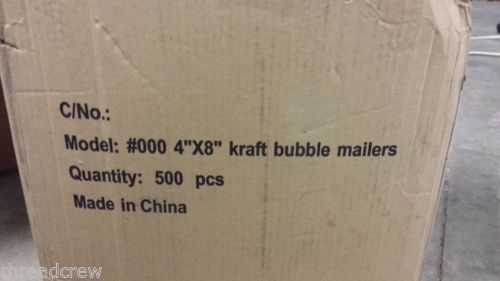 C/No.:
Model: #000 4"X8" kraft bubble mailers
Quantity: 500 pcs
Made in China
threadcrew